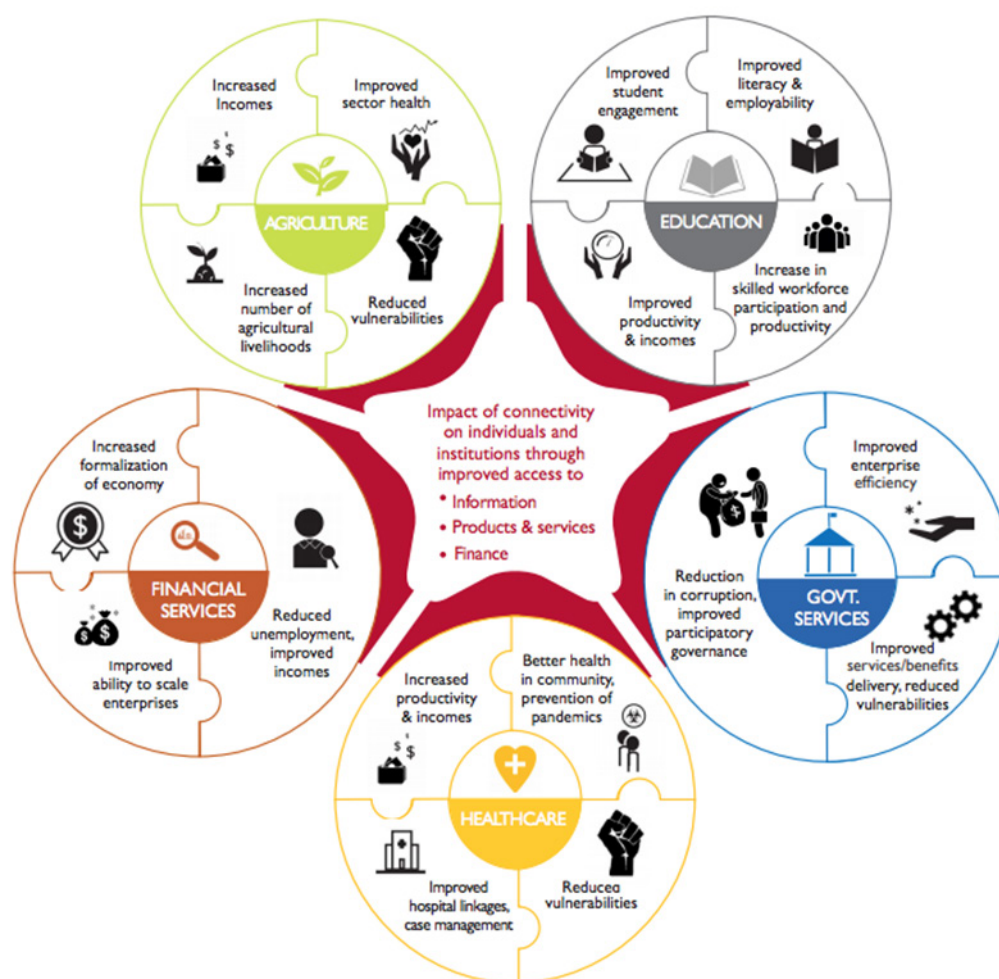 Increased
Incomes
Improved
sector health
AGRICULTURE
Increased
number of
agricultural
livelihoods
Reduced
vulnerabilities
Improved
student
engagement
Improved
literacy &
employability
EDUCATION
Improved
productivity
& incomes
Increase in
skilled workforce
participation and
productivity
Impact of connectivity
on individuals and
institutions through
improved access to
• Information
• Products & services
• Finance
Increased
formalization
of economy
FINANCIAL
SERVICES
Improved
ability to scale
enterprises
Reduced
unemployment,
improved
incomes
Improved
enterprise
efficiency
Reduction
in corruption,
improved
participatory
governance
GOVT.
SERVICES
Improved
services/benefits
delivery, reduced
vulnerabilities
Increased
productivity
& incomes
Better health
in community,
prevention of
pandemics
HEALTHCARE
Improved
hospital linkages,
case management
Reduced
vulnerabilities